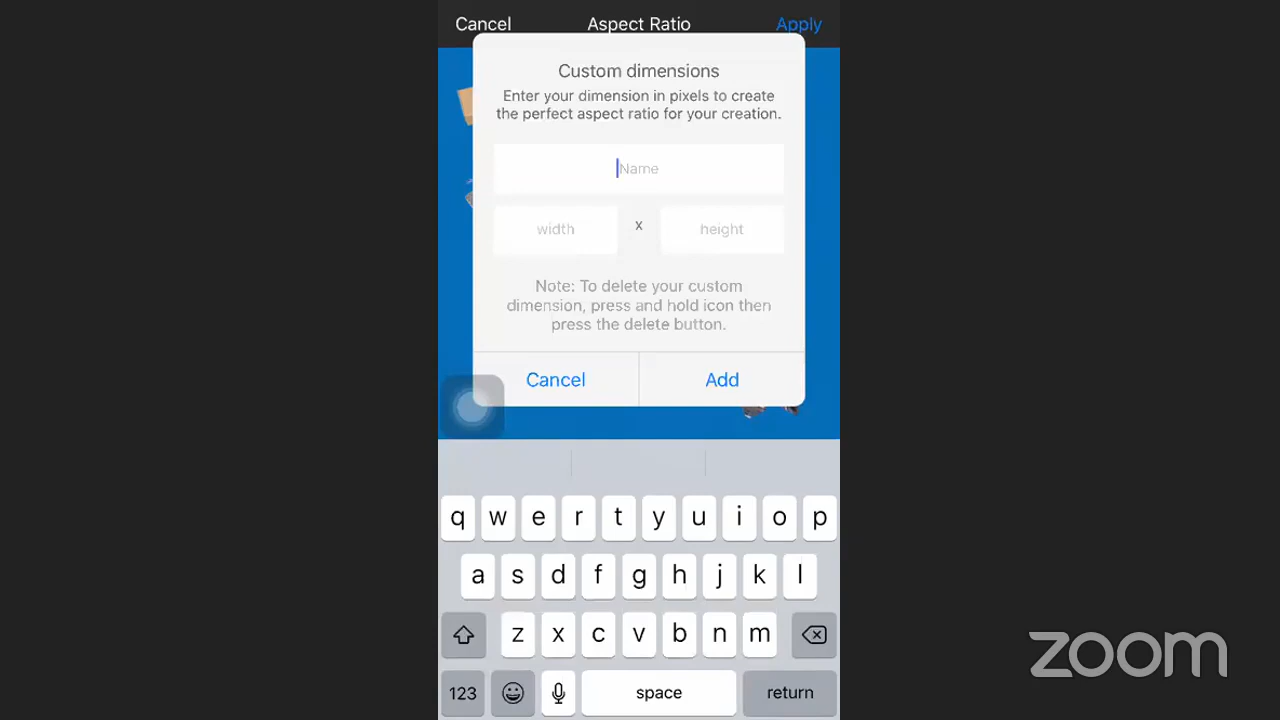 Cancel Aspect Ratio Apply
Custom dimensions
Enter your dimension in pixels to create
the perfect aspect ratio for your creation.
Name
width x height
Note: To delete your custom
dimension, press and hold icon then
press the delete button.
Cancel Add
q w e r t y u i o p
a s d f g h j k l
z x c v b n m
123 space return
zoom